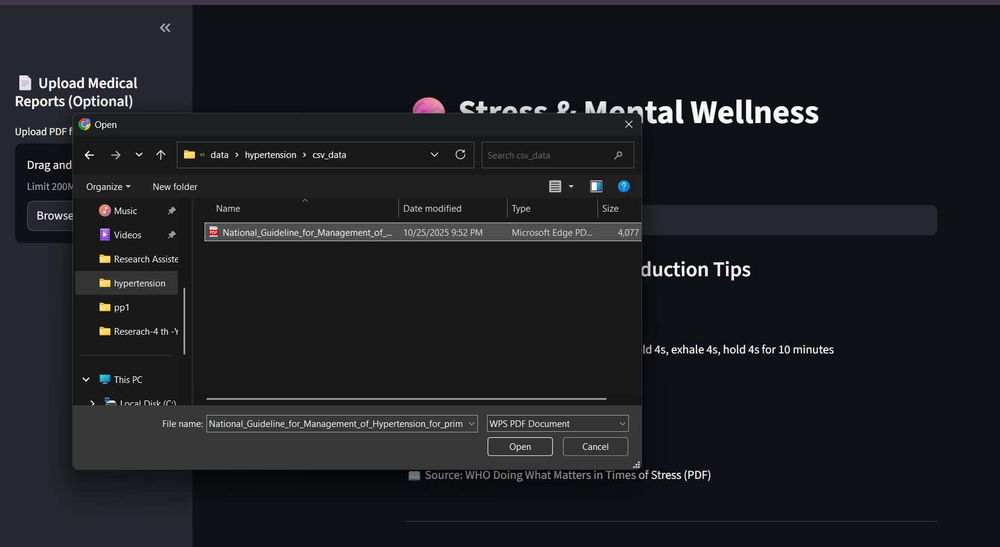 Upload Medical
Reports (Optional)
Upload PDF f
Drag and
Limit 200M
Browse
Stress & Mental Wellness
Open
data
hypertension
csv_data
Search csv_data
Organize
New folder
Name
Date modified
Type
Size
Music
Videos
Research Assiste
hypertension
pp1
Reserach-4 th -Y
This PC
Local Disk (C:)
PDF
National_Guideline_for_Management_of_...
10/25/2025 9:52 PM
Microsoft Edge PD...
4,077
File name:
National_Guideline_for_Management_of_Hypertension_for_prim
WPS PDF Document
Open
Cancel
duction Tips
ld 4s, exhale 4s, hold 4s for 10 minutes
Source: WHO Doing What Matters in Times of Stress (PDF)